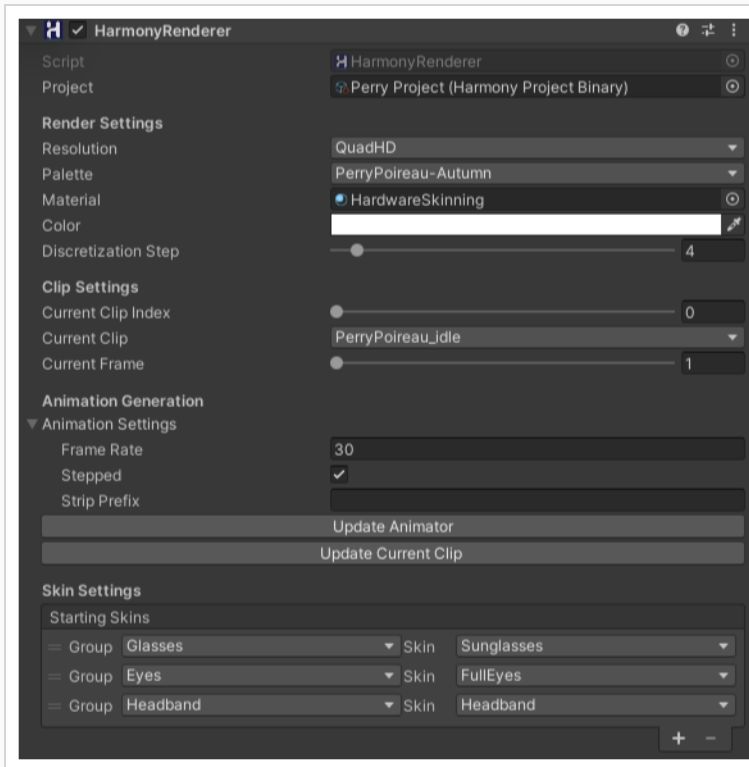 HarmonyRenderer
Script HarmonyRenderer
Project Perry Project (Harmony Project Binary)
Render Settings
Resolution QuadHD
Palette PerryPoireau-Autumn
Material HardwareSkinning
Color
Discretization Step 4
Clip Settings
Current Clip Index 0
Current Clip PerryPoireau_idle
Current Frame 1
Animation Generation
Animation Settings
Frame Rate 30
Stepped
Strip Prefix
Update Animator
Update Current Clip
Skin Settings
Starting Skins
Group Glasses Skin Sunglasses
Group Eyes Skin FullEyes
Group Headband Skin Headband